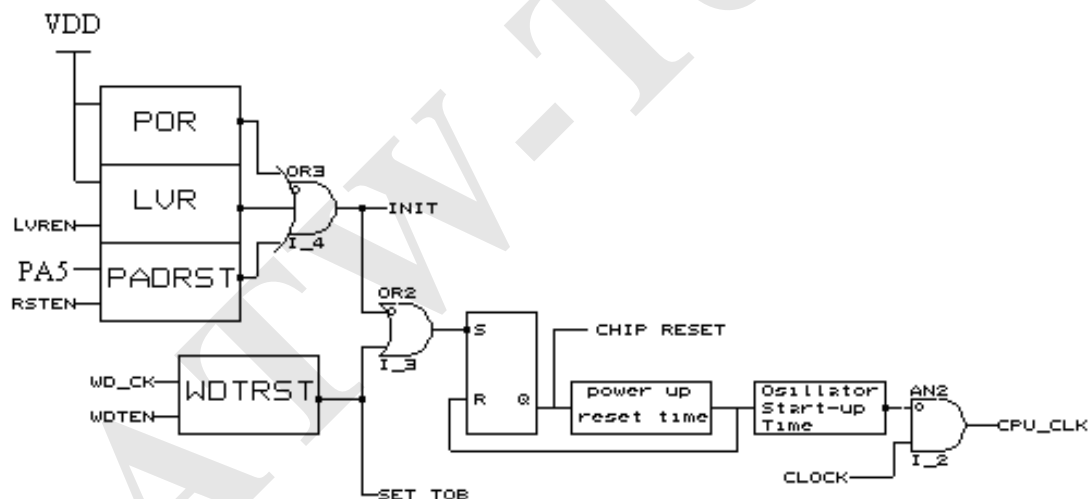 VDD
POR
OR3
LVR
INIT
LVREN
I_4
PA5
PADRST
RSTEN
OR2
S
CHIP RESET
I_3
WD_CK
WDTRST
WDTEN
R
Q
power up
reset time
Osillator
Start-up
Time
AN2
CPU_CLK
I_2
CLOCK
SET TOB